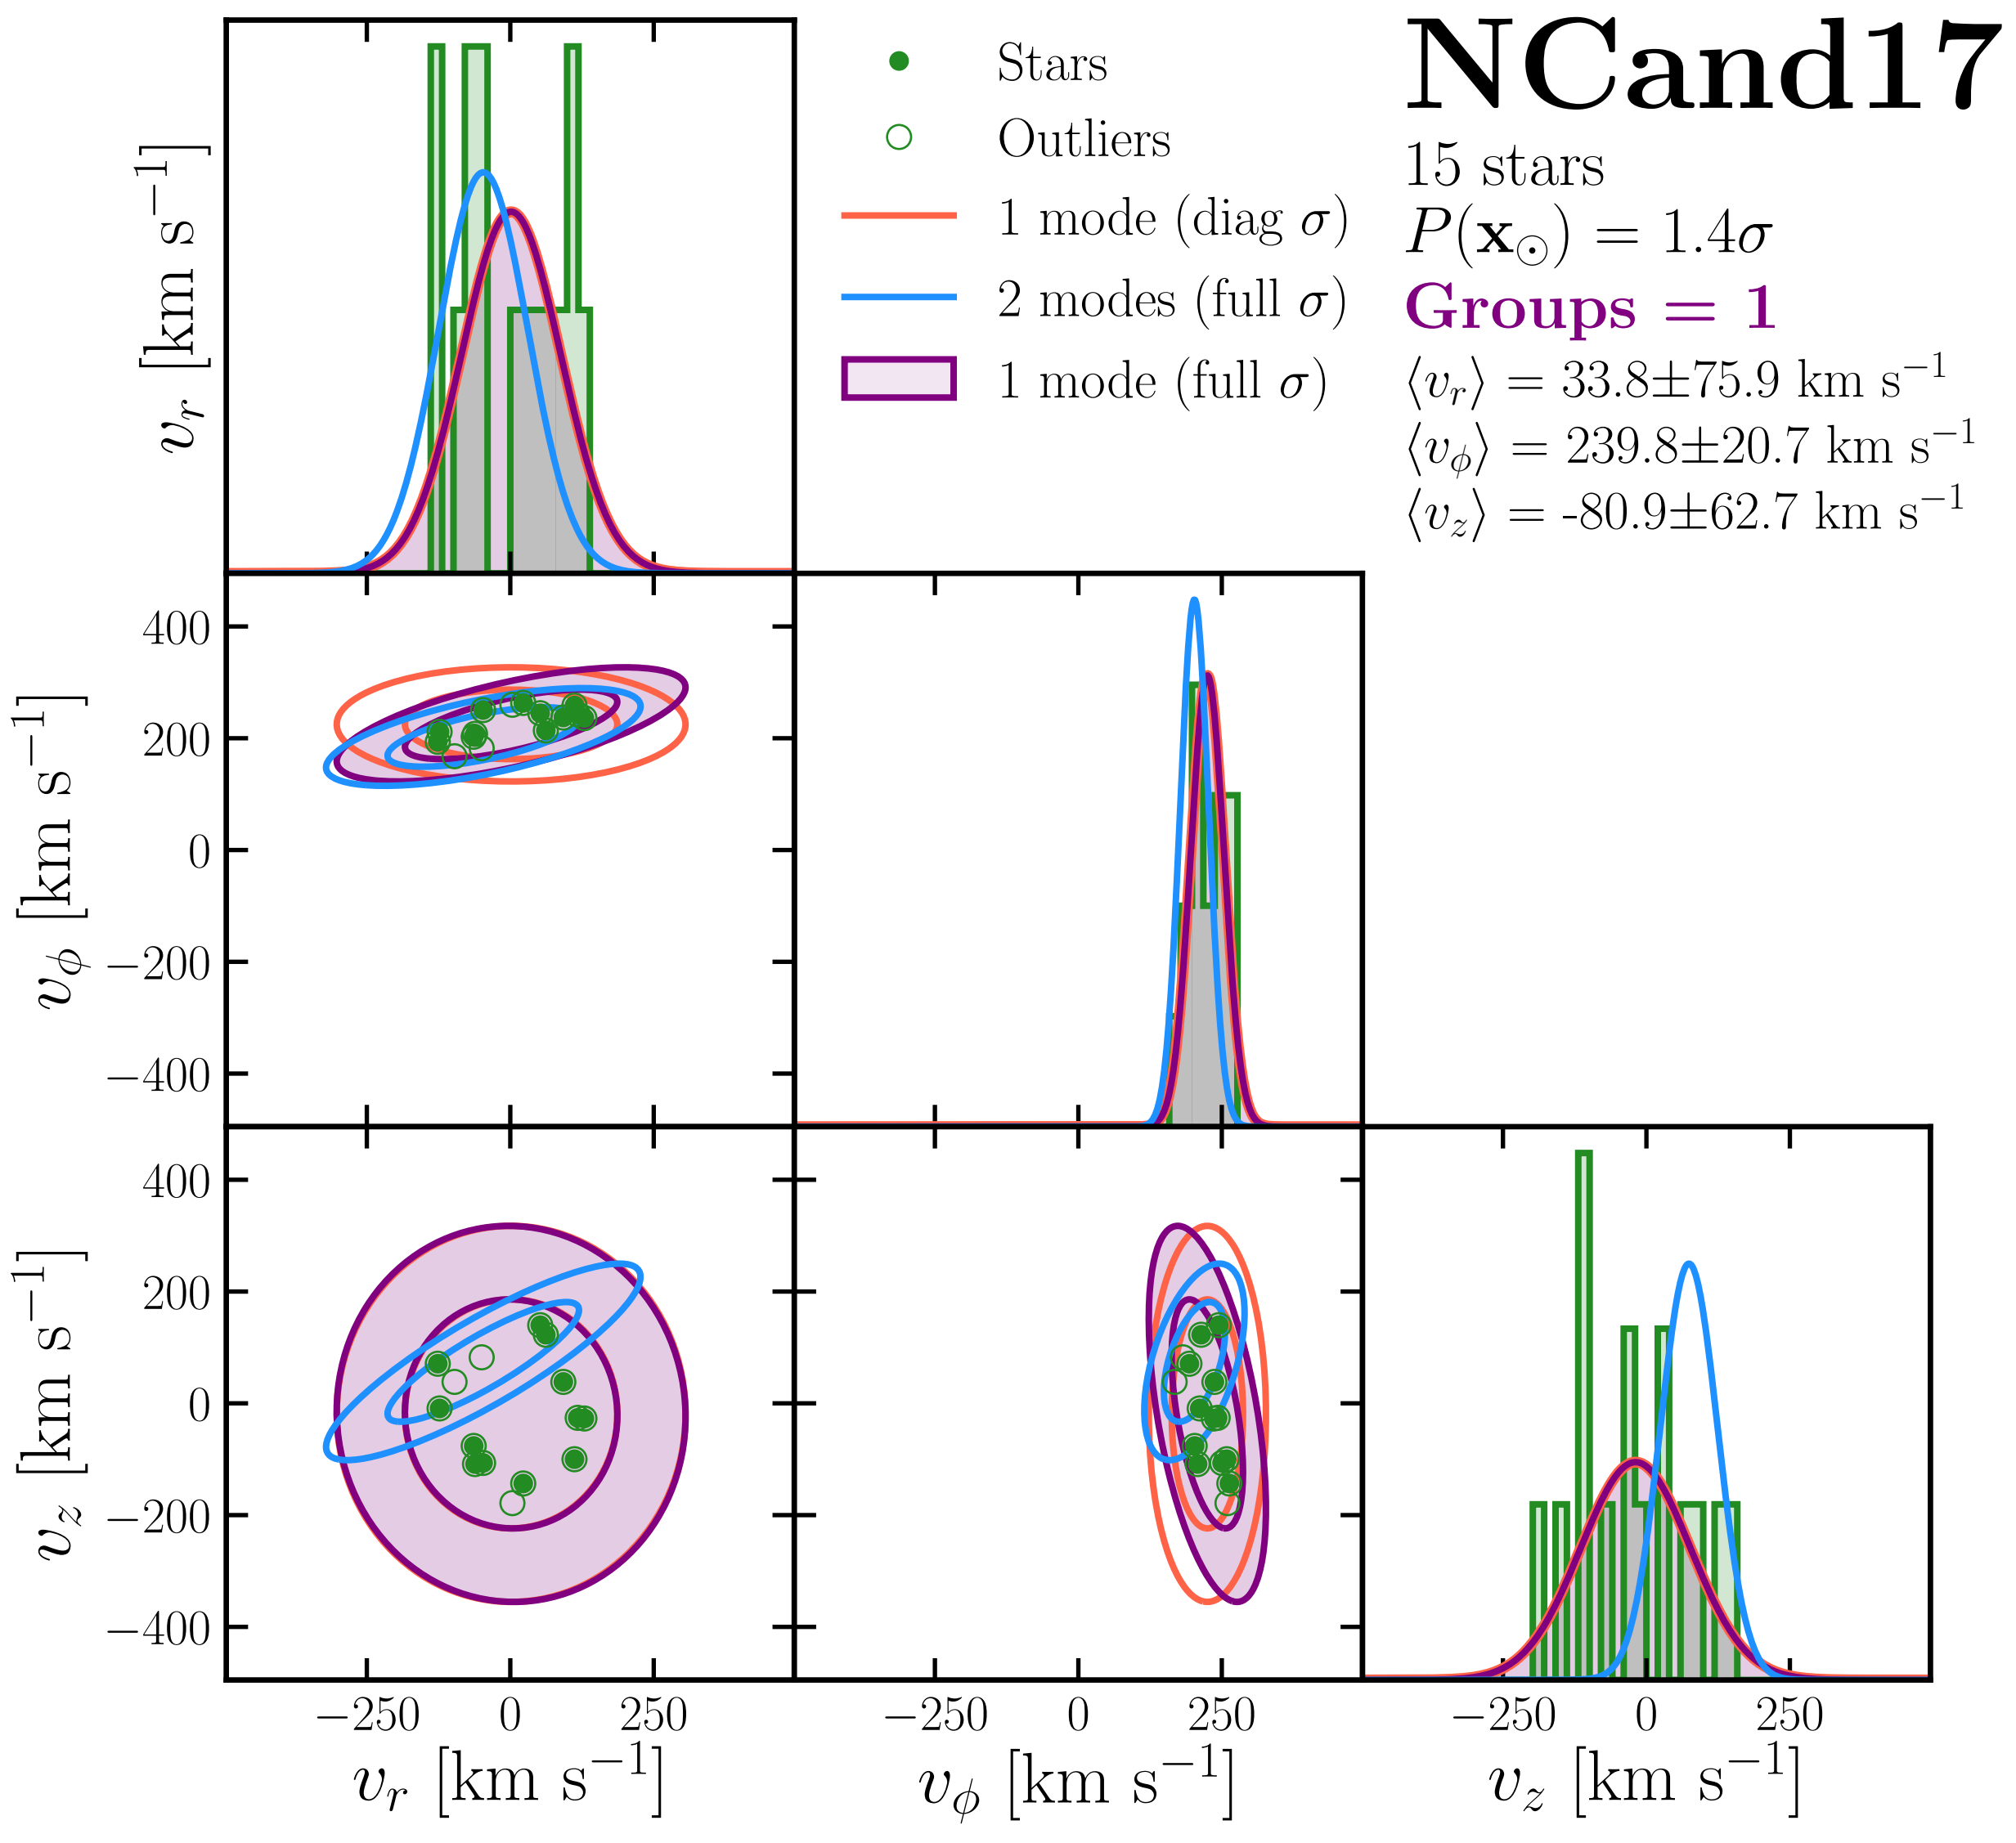 NCand17
15 stars
P(x⊙) = 1.4σ
Groups = 1
⟨v_r⟩ = 33.8±75.9 km s⁻¹
⟨v_ϕ⟩ = 239.8±20.7 km s⁻¹
⟨v_z⟩ = -80.9±62.7 km s⁻¹
Stars
Outliers
1 mode (diag σ)
2 modes (full σ)
1 mode (full σ)
v_r [km s⁻¹]
400
200
0
−200
−400
v_ϕ [km s⁻¹]
400
200
0
−200
−400
v_z [km s⁻¹]
−250 0 250
−250 0 250
−250 0 250
v_r [km s⁻¹]
v_ϕ [km s⁻¹]
v_z [km s⁻¹]